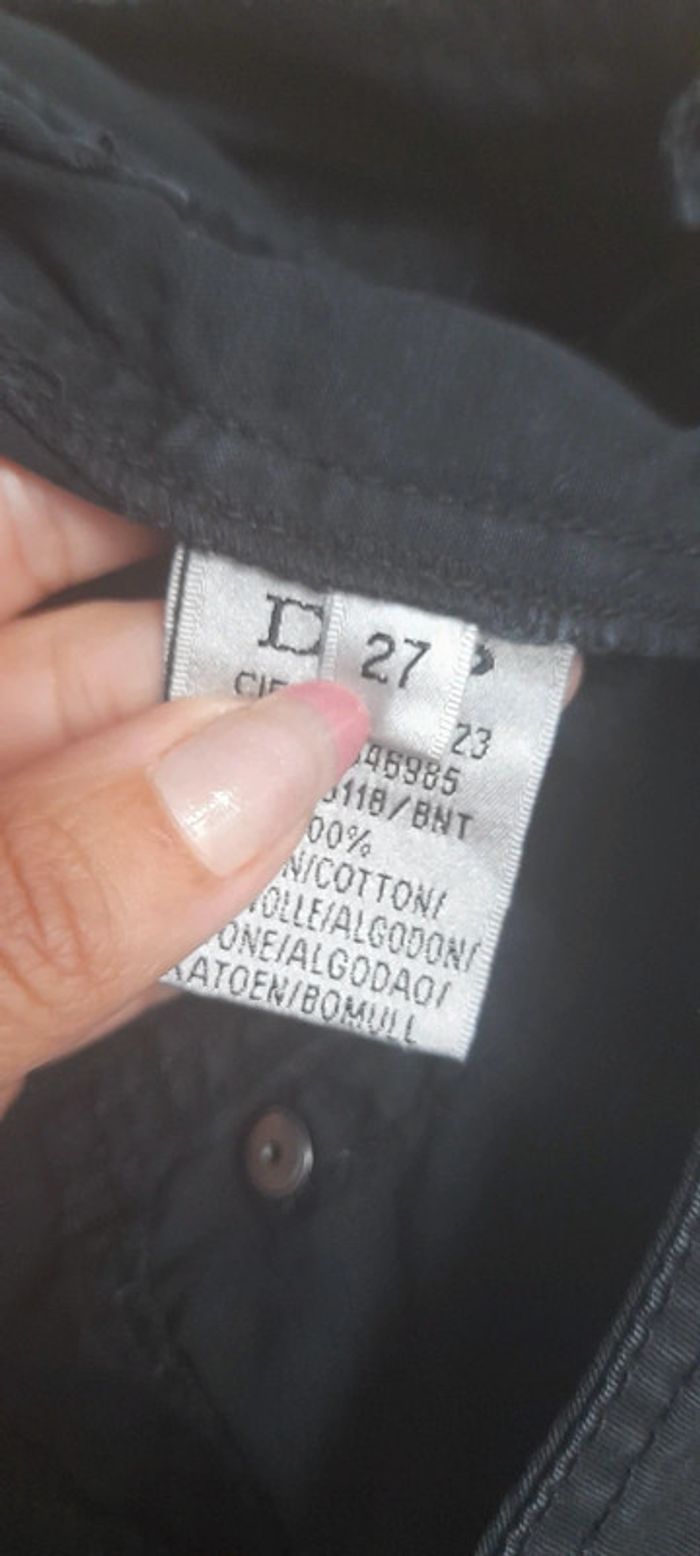 27
23
46985
118/BNT
00%
N/COTTON/
OLLE/ALGODON/
ONE/ALGODAO/
KATOEN/BOMULL